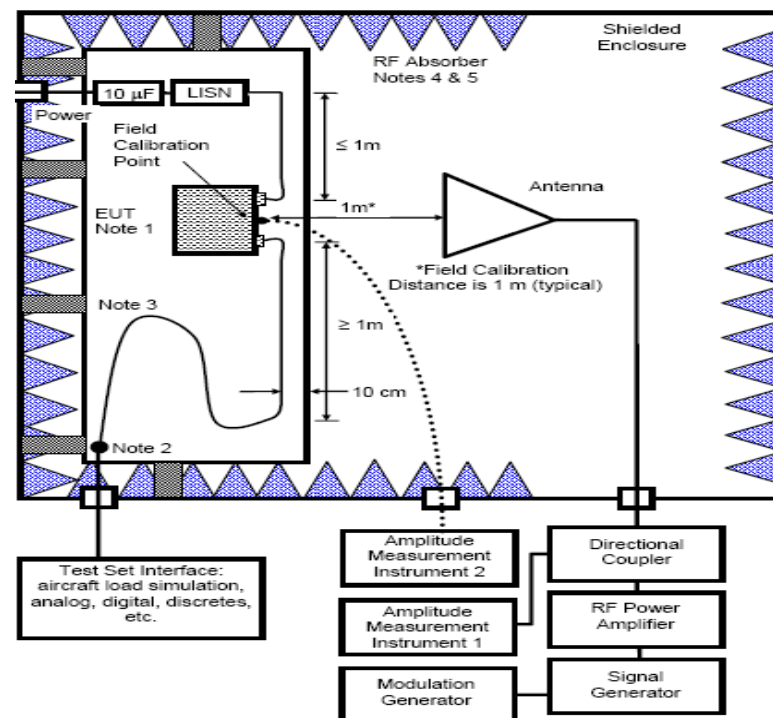 Shielded
Enclosure
RF Absorber
Notes 4 & 5
10 µF
LISN
Power
Field
Calibration
Point
≤ 1m
EUT
Note 1
1m*
Antenna
*Field Calibration
Distance is 1 m (typical)
Note 3
≥ 1m
10 cm
Note 2
Test Set Interface:
aircraft load simulation,
analog, digital, discretes,
etc.
Amplitude
Measurement
Instrument 2
Directional
Coupler
Amplitude
Measurement
Instrument 1
RF Power
Amplifier
Modulation
Generator
Signal
Generator